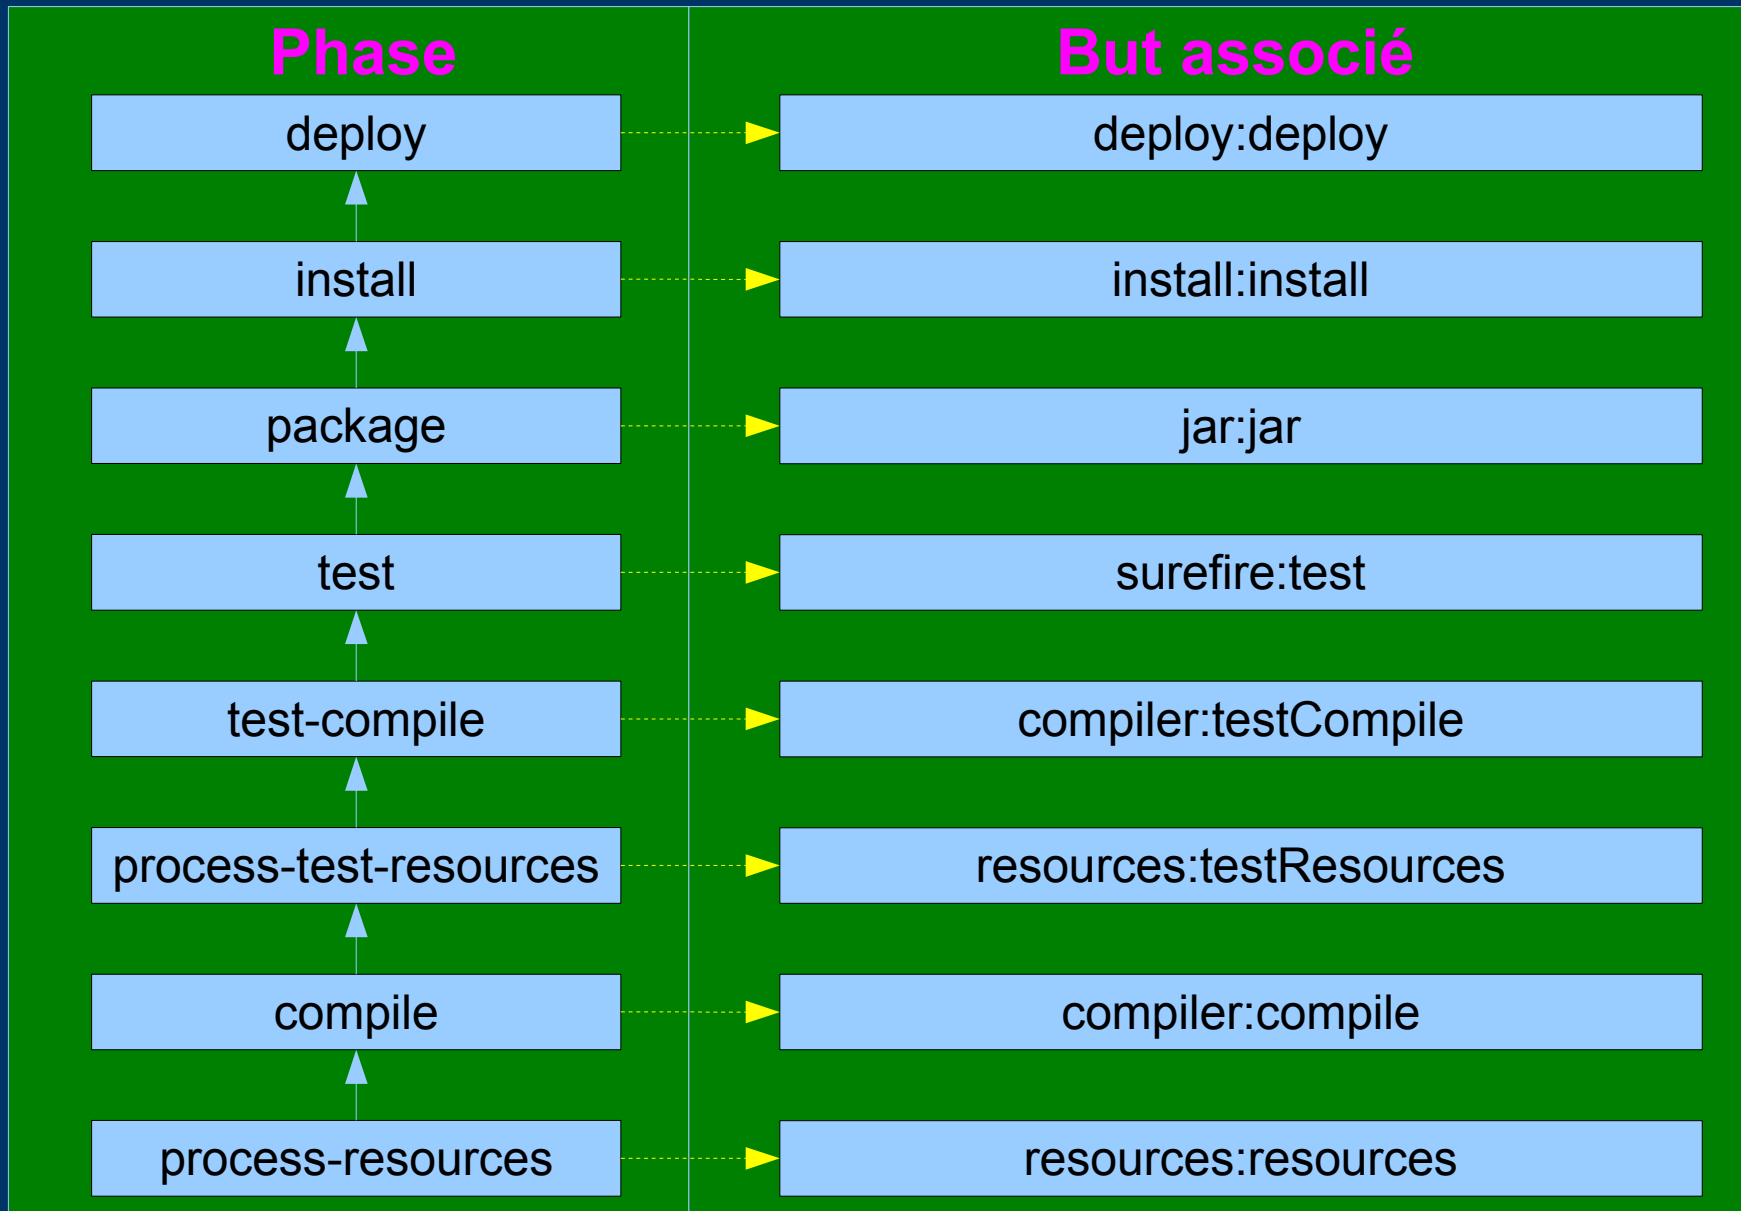 Phase
But associé
deploy
deploy:deploy
install
install:install
package
jar:jar
test
surefire:test
test-compile
compiler:testCompile
process-test-resources
resources:testResources
compile
compiler:compile
process-resources
resources:resources